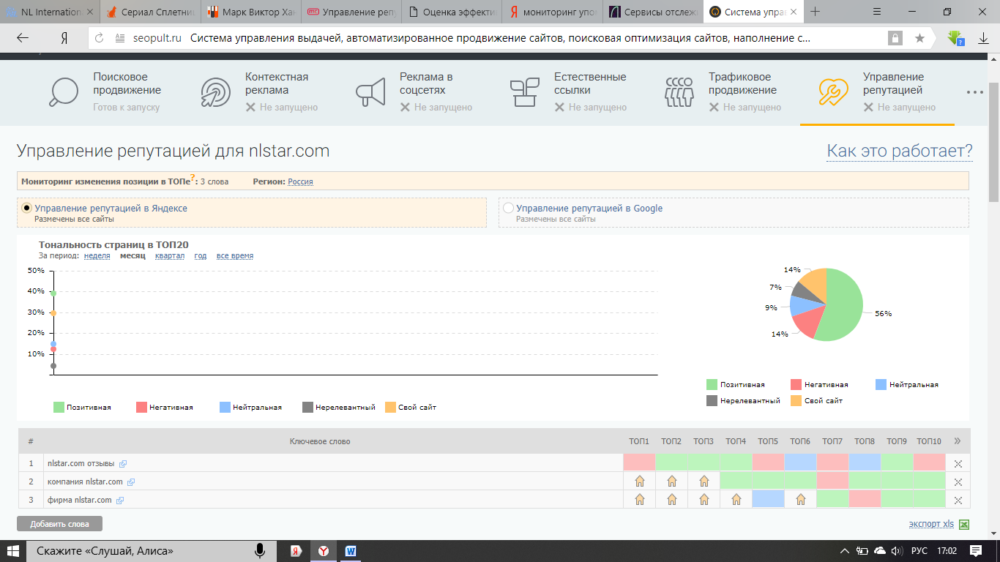 NL Internation
Сериал Сплетни
Марк Виктор Хан
Управление репу
Оценка эффекти
мониторинг упом
Сервисы отслеж
Система управ
seopult.ru Система управления выдачей, автоматизированное продвижение сайтов, поисковая оптимизация сайтов, наполнение с...
Поисковое продвижение
Готов к запуску
Контекстная реклама
Не запущено
Реклама в соцсетях
Не запущено
Естественные ссылки
Не запущено
Трафиковое продвижение
Не запущено
Управление репутацией
Не запущено
Управление репутацией для nlstar.com
Как это работает?
Мониторинг изменения позиции в ТОПе?: 3 слова Регион: Россия
Управление репутацией в Яндексе
Размечены все сайты
Управление репутацией в Google
Размечены все сайты
Тональность страниц в ТОП20
За период: неделя месяц квартал год все время
50%
40%
30%
20%
10%
Позитивная Негативная Нейтральная Нерелевантный Свой сайт
14%
7%
9%
14%
56%
Позитивная Негативная Нейтральная
Нерелевантный Свой сайт
# Ключевое слово ТОП1 ТОП2 ТОП3 ТОП4 ТОП5 ТОП6 ТОП7 ТОП8 ТОП9 ТОП10 »
1 nlstar.com отзывы
2 компания nlstar.com
3 фирма nlstar.com
Добавить слова
экспорт xls
Скажите «Слушай, Алиса»
РУС 17:02